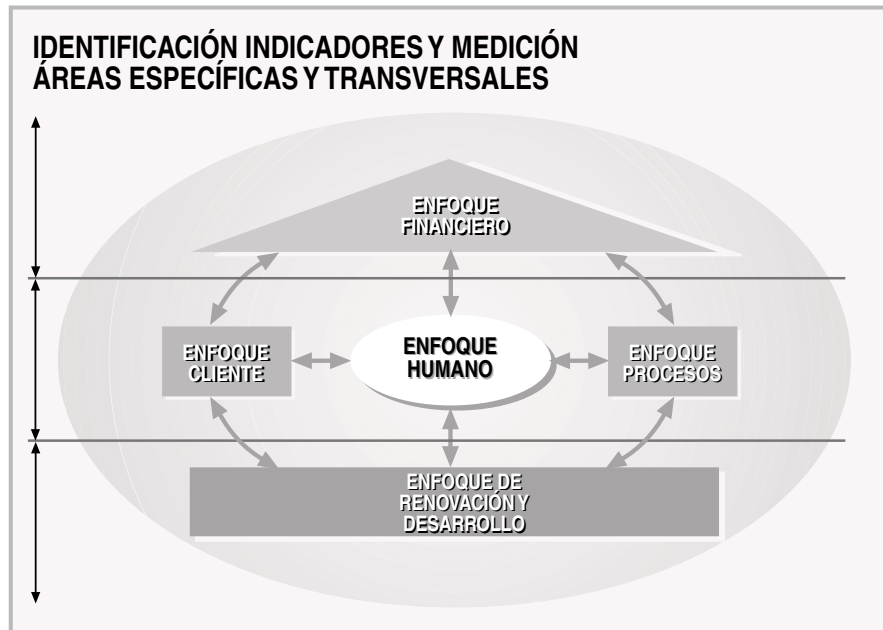 IDENTIFICACIÓN INDICADORES Y MEDICIÓN
ÁREAS ESPECÍFICAS Y TRANSVERSALES
ENFOQUE
FINANCIERO
ENFOQUE
CLIENTE
ENFOQUE
HUMANO
ENFOQUE
PROCESOS
ENFOQUE DE
RENOVACIÓN Y
DESARROLLO